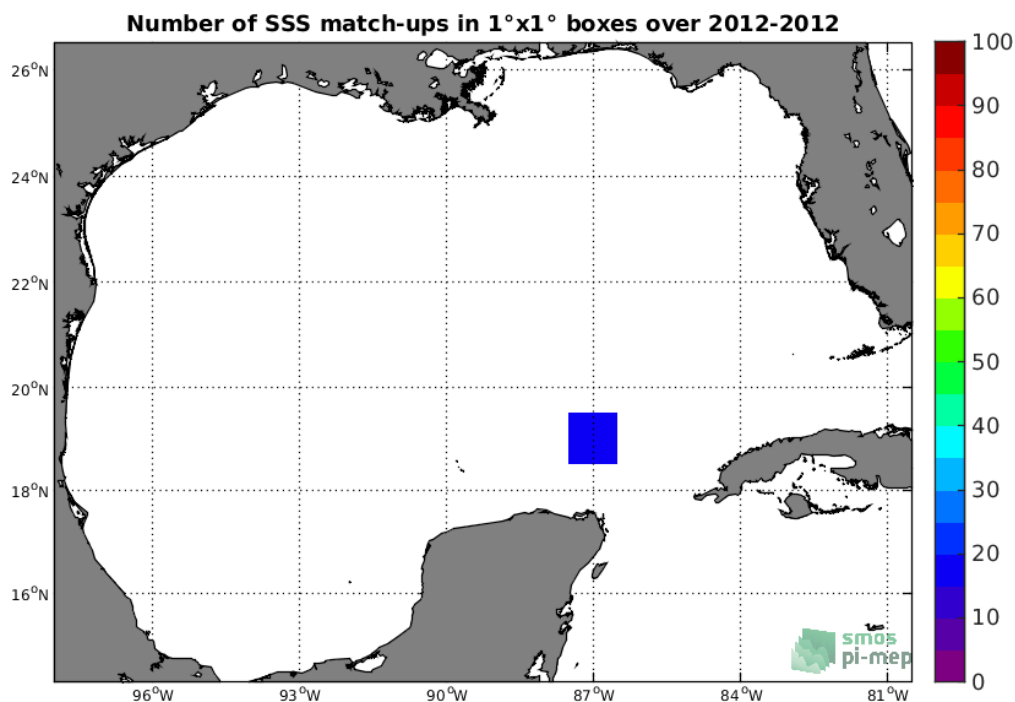 Number of SSS match-ups in 1°x1° boxes over 2012-2012
26°N
24°N
22°N
20°N
18°N
16°N
96°W
93°W
90°W
87°W
84°W
81°W
100
90
80
70
60
50
40
30
20
10
0
smos
pi-mep